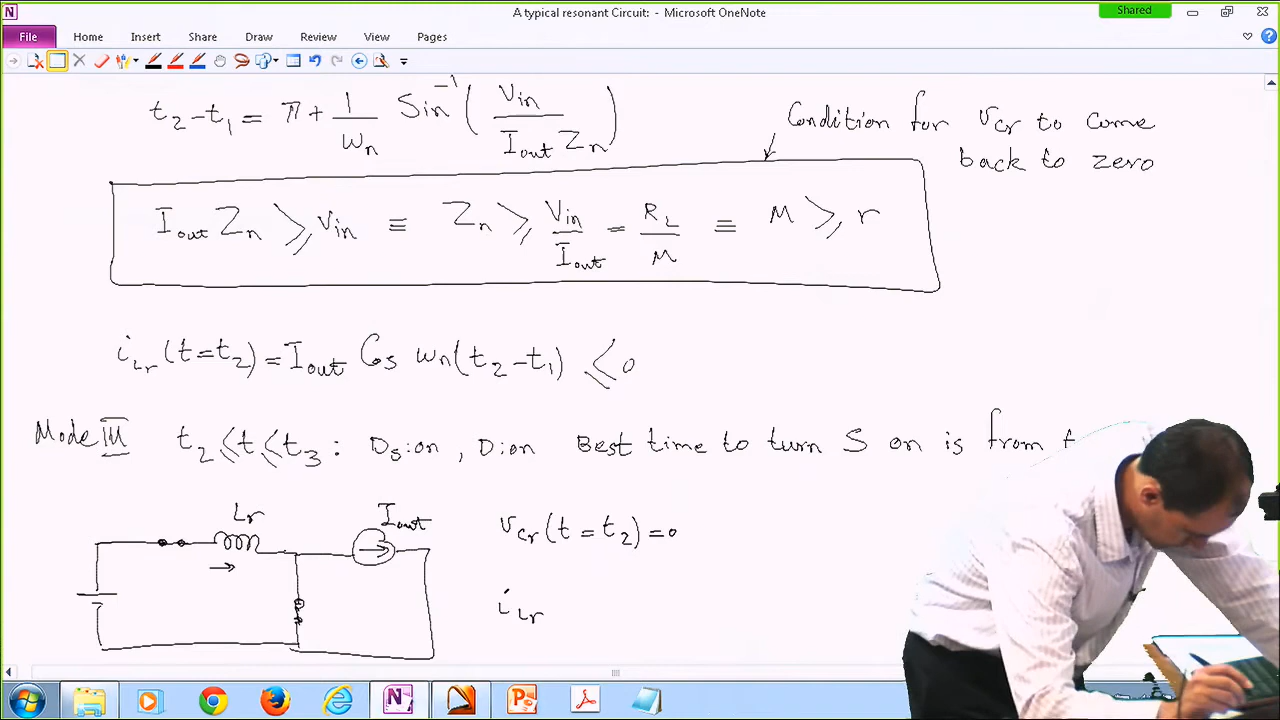 A typical resonant Circuit: - Microsoft OneNote
Shared
File Home Insert Share Draw Review View Pages
t₂-t₁ = π + 1/ωn Sin⁻¹ ( Vin / Iout Zn )
Condition for Vcr to come
back to zero
Iout Zn ⩾ Vin ≡ Zn ⩾ Vin/Iout = RL/M ≡ M ⩾ r
iLr (t=t₂) = Iout Cos ωn(t₂-t₁) ⩽ 0
Mode III t₂ ⩽ t ⩽ t₃ : Ds:on , D:on Best time to turn S on is from
Lr
Iout
Vcr (t = t₂) = 0
iLr